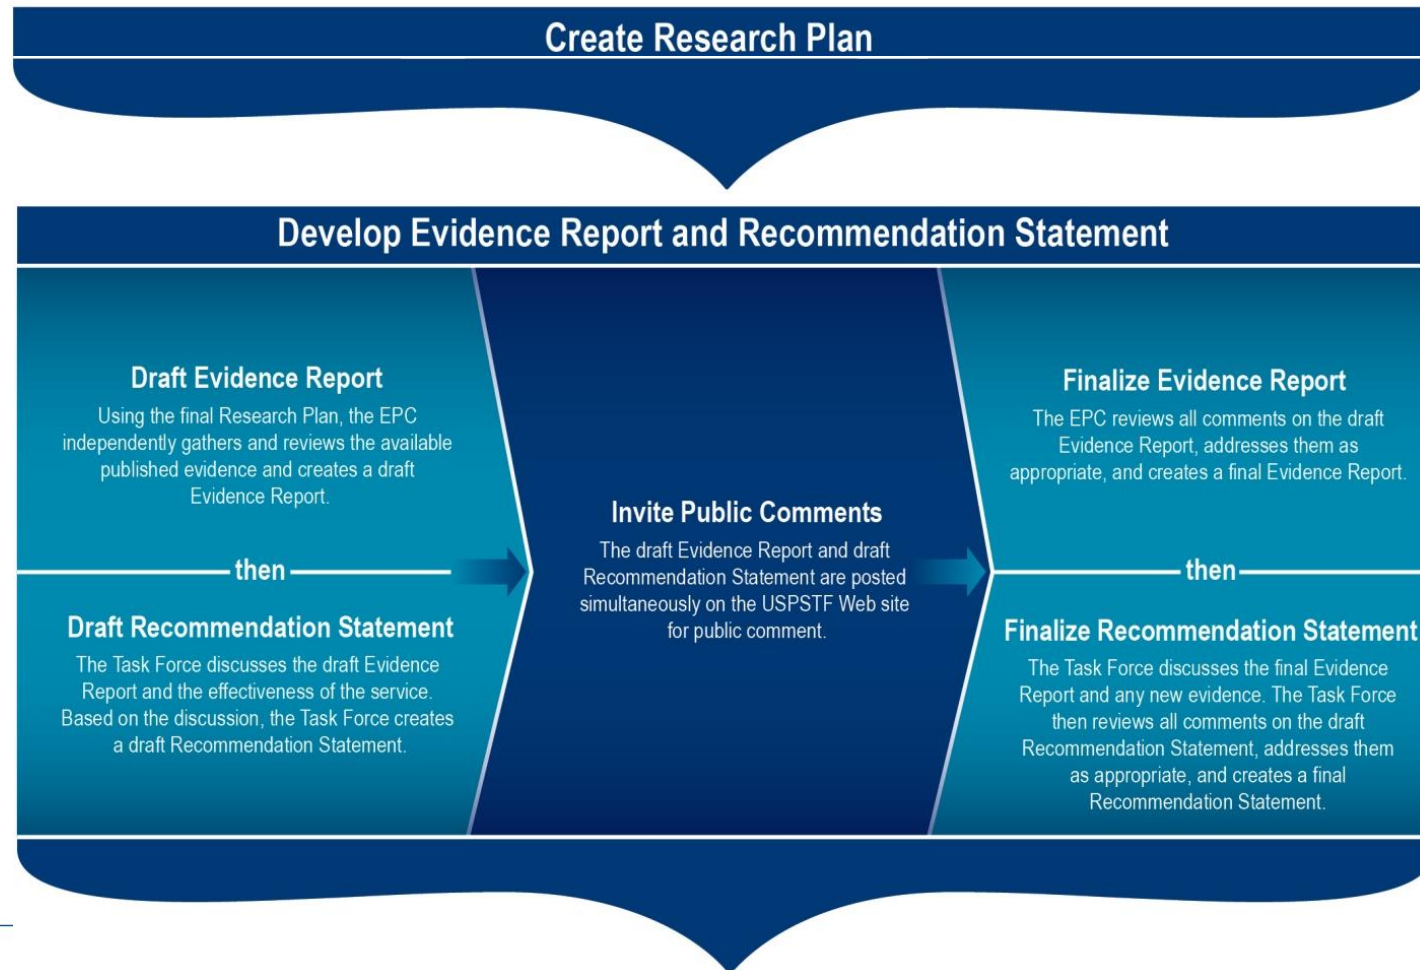 Create Research Plan
Develop Evidence Report and Recommendation Statement
Draft Evidence Report
Using the final Research Plan, the EPC
independently gathers and reviews the available
published evidence and creates a draft
Evidence Report.
then
Draft Recommendation Statement
The Task Force discusses the draft Evidence
Report and the effectiveness of the service.
Based on the discussion, the Task Force creates
a draft Recommendation Statement.
Invite Public Comments
The draft Evidence Report and draft
Recommendation Statement are posted
simultaneously on the USPSTF Web site
for public comment.
Finalize Evidence Report
The EPC reviews all comments on the draft
Evidence Report, addresses them as
appropriate, and creates a final Evidence Report.
then
Finalize Recommendation Statement
The Task Force discusses the final Evidence
Report and any new evidence. The Task Force
then reviews all comments on the draft
Recommendation Statement, addresses them
as appropriate, and creates a final
Recommendation Statement.